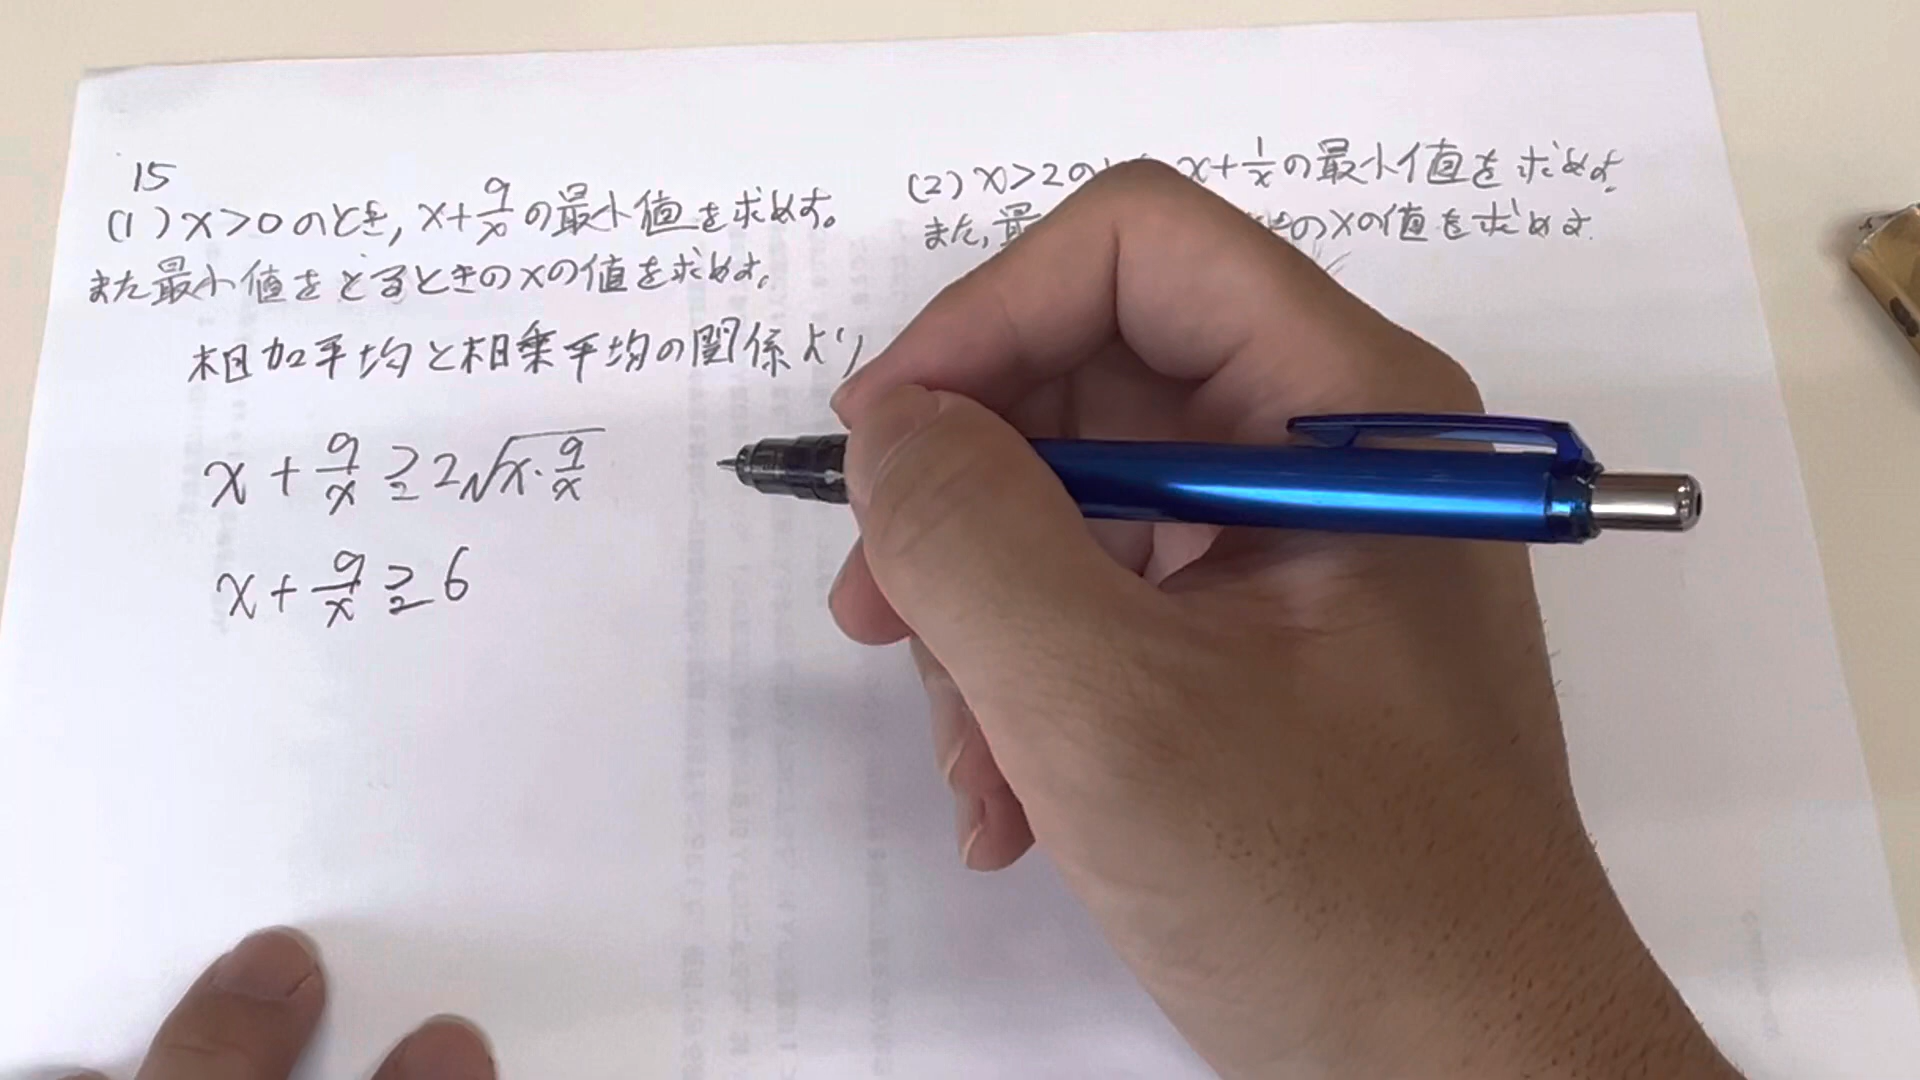 15
(1) x>0のとき, x+9/xの最小値を求めよ。
また最小値をとるときのxの値を求めよ。
相加平均と相乗平均の関係より
x + 9/x ≧ 2√x・9/x
x + 9/x ≧ 6
(2) x>2の x+1/xの最小値を求めよ。
また, 最 のxの値を求めよ.